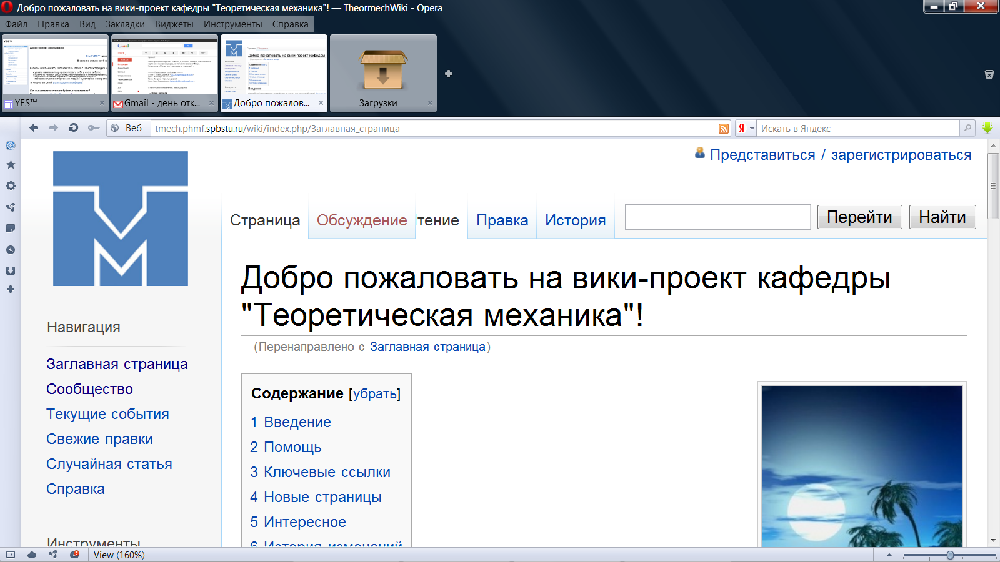 Добро пожаловать на вики-проект кафедры "Теоретическая механика"! — TheormechWiki - Opera
Файл Правка Вид Закладки Виджеты Инструменты Справка
YES™ Gmail - день отк... Добро пожалов... Загрузки
Веб tmech.phmf.spbstu.ru/wiki/index.php/Заглавная_страница Я Искать в Яндекс
Представиться / зарегистрироваться
Страница Обсуждение тение Правка История Перейти Найти
Добро пожаловать на вики-проект кафедры
"Теоретическая механика"!
(Перенаправлено с Заглавная страница)
Навигация
Заглавная страница
Сообщество
Текущие события
Свежие правки
Случайная статья
Справка
Инструменты
Содержание [убрать]
1 Введение
2 Помощь
3 Ключевые ссылки
4 Новые страницы
5 Интересное
6 История изменений
View (160%)